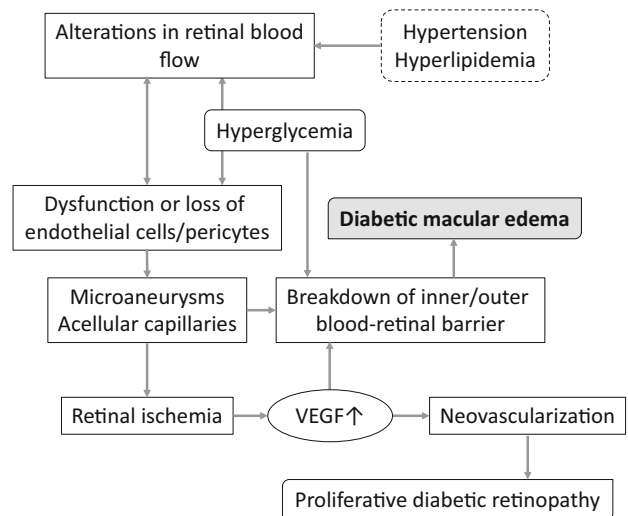 Alterations in retinal blood
flow
Hypertension
Hyperlipidemia
Hyperglycemia
Dysfunction or loss of
endothelial cells/pericytes
Diabetic macular edema
Microaneurysms
Acellular capillaries
Breakdown of inner/outer
blood-retinal barrier
Retinal ischemia
VEGF↑
Neovascularization
Proliferative diabetic retinopathy